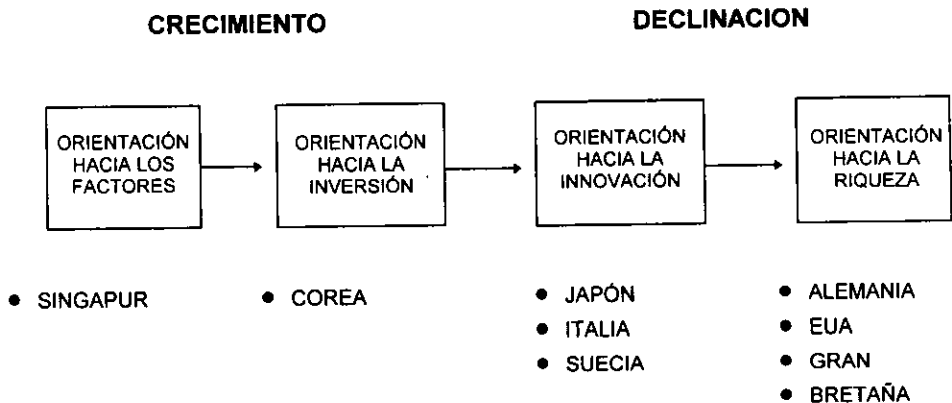 CRECIMIENTO
DECLINACION
ORIENTACIÓN
HACIA LOS
FACTORES
ORIENTACIÓN
HACIA LA
INVERSIÓN
ORIENTACIÓN
HACIA LA
INNOVACIÓN
ORIENTACIÓN
HACIA LA
RIQUEZA
● SINGAPUR
● COREA
● JAPÓN
● ITALIA
● SUECIA
● ALEMANIA
● EUA
● GRAN
● BRETAÑA